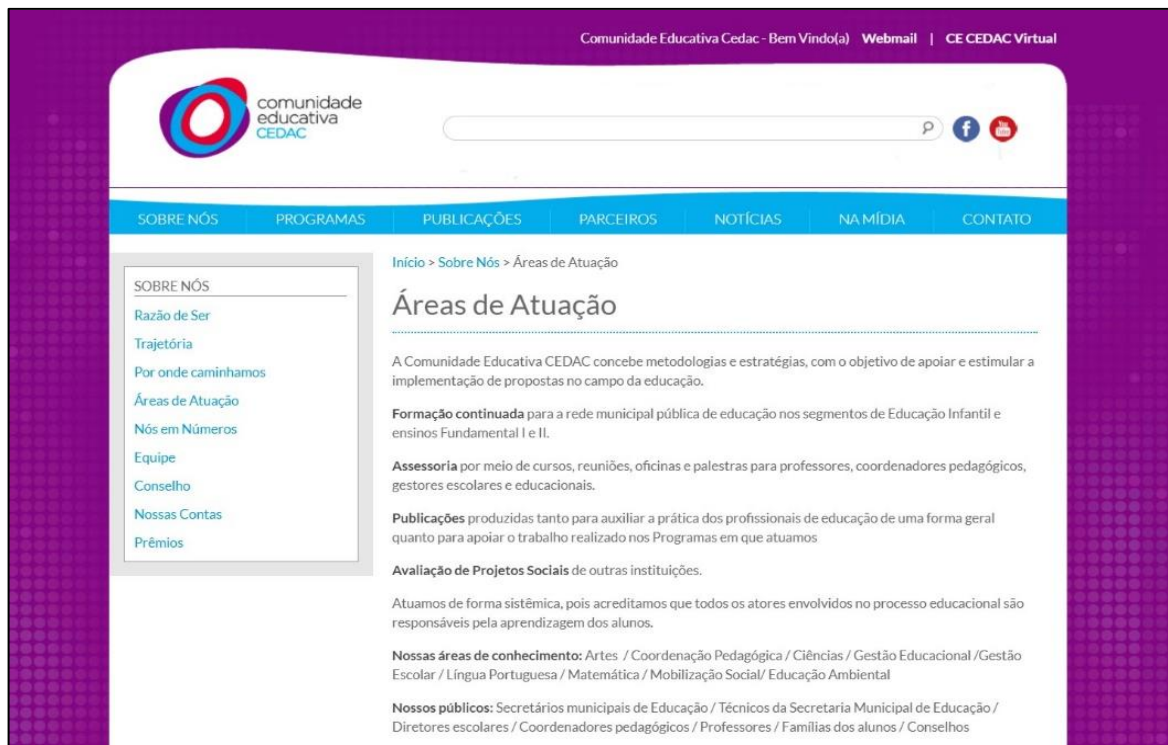 Comunidade Educativa Cedac - Bem Vindo(a) Webmail | CE CEDAC Virtual
comunidade
educativa
CEDAC
SOBRE NÓS PROGRAMAS PUBLICAÇÕES PARCEIROS NOTÍCIAS NA MÍDIA CONTATO
SOBRE NÓS
Razão de Ser
Trajetória
Por onde caminhamos
Áreas de Atuação
Nós em Números
Equipe
Conselho
Nossas Contas
Prêmios
Início > Sobre Nós > Áreas de Atuação
Áreas de Atuação
A Comunidade Educativa CEDAC concebe metodologias e estratégias, com o objetivo de apoiar e estimular a
implementação de propostas no campo da educação.
Formação continuada para a rede municipal pública de educação nos segmentos de Educação Infantil e
ensinos Fundamental I e II.
Assessoria por meio de cursos, reuniões, oficinas e palestras para professores, coordenadores pedagógicos,
gestores escolares e educacionais.
Publicações produzidas tanto para auxiliar a prática dos profissionais de educação de uma forma geral
quanto para apoiar o trabalho realizado nos Programas em que atuamos
Avaliação de Projetos Sociais de outras instituições.
Atuamos de forma sistêmica, pois acreditamos que todos os atores envolvidos no processo educacional são
responsáveis pela aprendizagem dos alunos.
Nossas áreas de conhecimento: Artes / Coordenação Pedagógica / Ciências / Gestão Educacional /Gestão
Escolar / Língua Portuguesa / Matemática / Mobilização Social/ Educação Ambiental
Nossos públicos: Secretários municipais de Educação / Técnicos da Secretaria Municipal de Educação /
Diretores escolares / Coordenadores pedagógicos / Professores / Famílias dos alunos / Conselhos